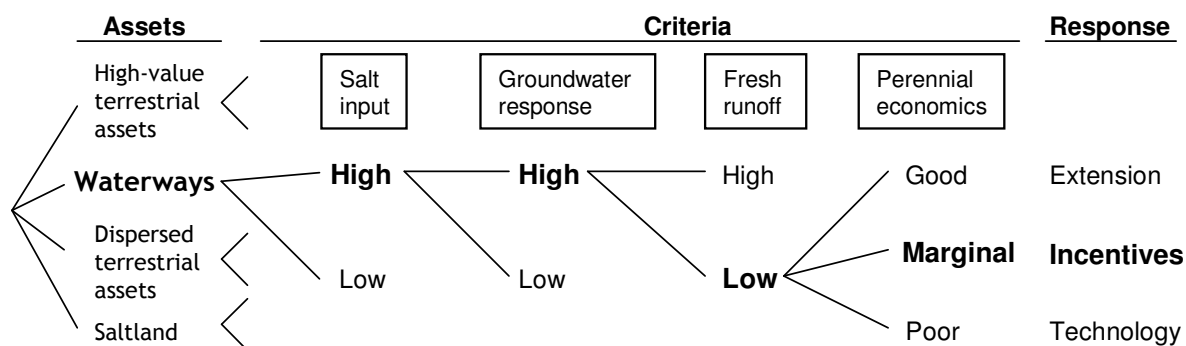 Assets Criteria Response
High-value
terrestrial
assets
Salt
input
Groundwater
response
Fresh
runoff
Perennial
economics
Waterways High High High Good Extension
Dispersed
terrestrial
assets
Low Low Low Marginal Incentives
Saltland Poor Technology